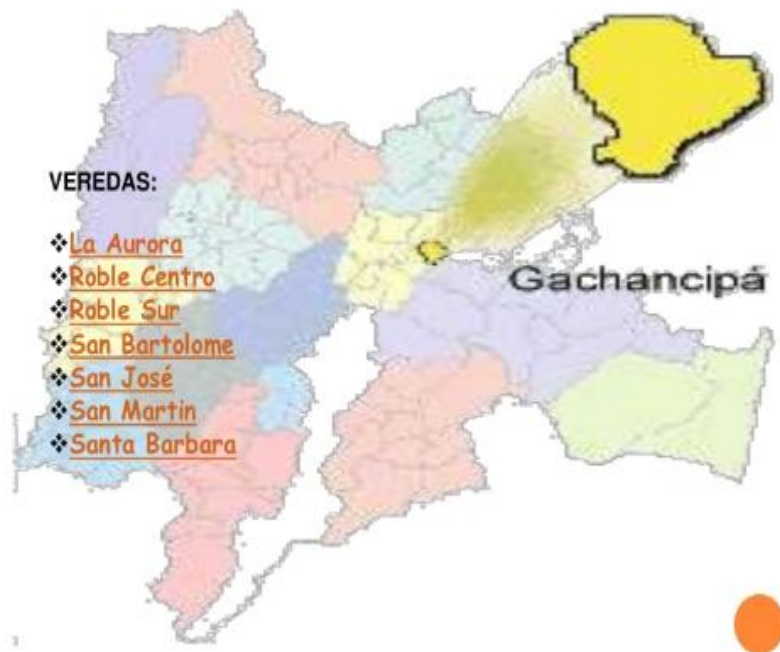 VEREDAS:
❖La Aurora
❖Roble Centro
❖Roble Sur
❖San Bartolome
❖San José
❖San Martin
❖Santa Barbara
Gachancipá